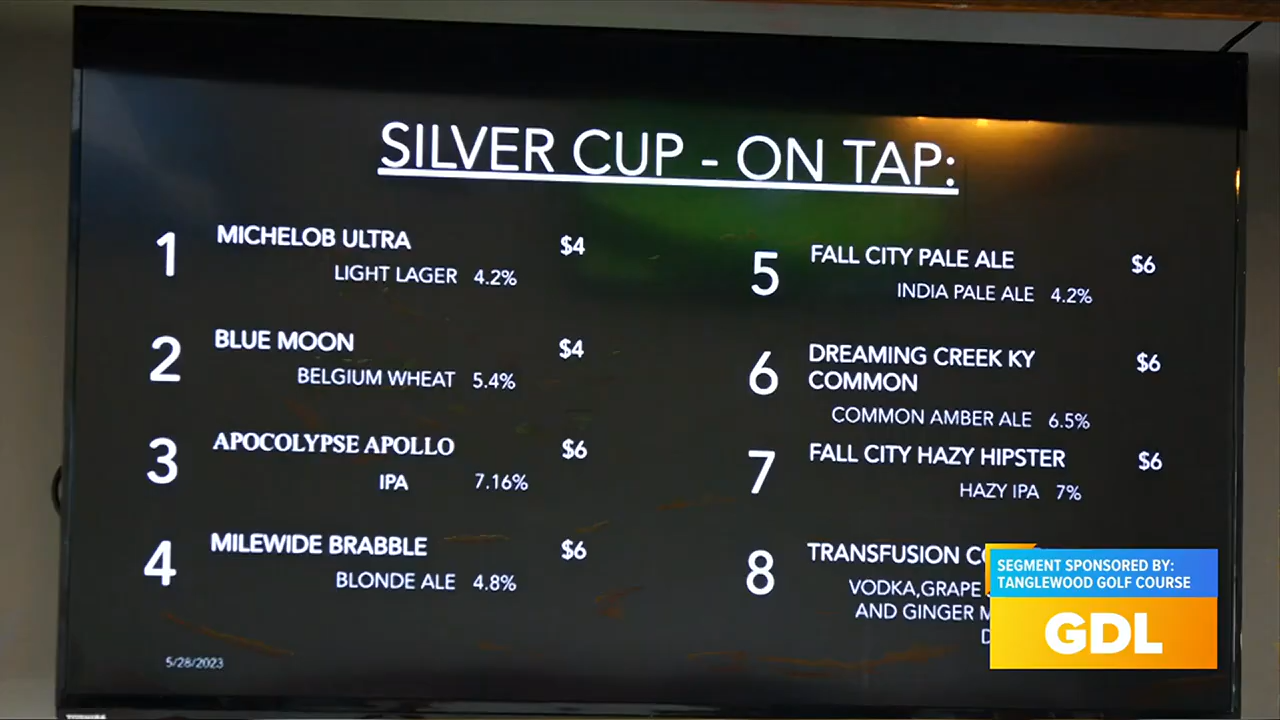 SILVER CUP - ON TAP:
1 MICHELOB ULTRA $4
LIGHT LAGER 4.2%
2 BLUE MOON $4
BELGIUM WHEAT 5.4%
3 APOCOLYPSE APOLLO $6
IPA 7.16%
4 MILEWIDE BRABBLE $6
BLONDE ALE 4.8%
5 FALL CITY PALE ALE $6
INDIA PALE ALE 4.2%
6 DREAMING CREEK KY $6
COMMON
COMMON AMBER ALE 6.5%
7 FALL CITY HAZY HIPSTER $6
HAZY IPA 7%
8 TRANSFUSION
VODKA,GRAPE
AND GINGER
5/28/2023
SEGMENT SPONSORED BY:
TANGLEWOOD GOLF COURSE
GDL